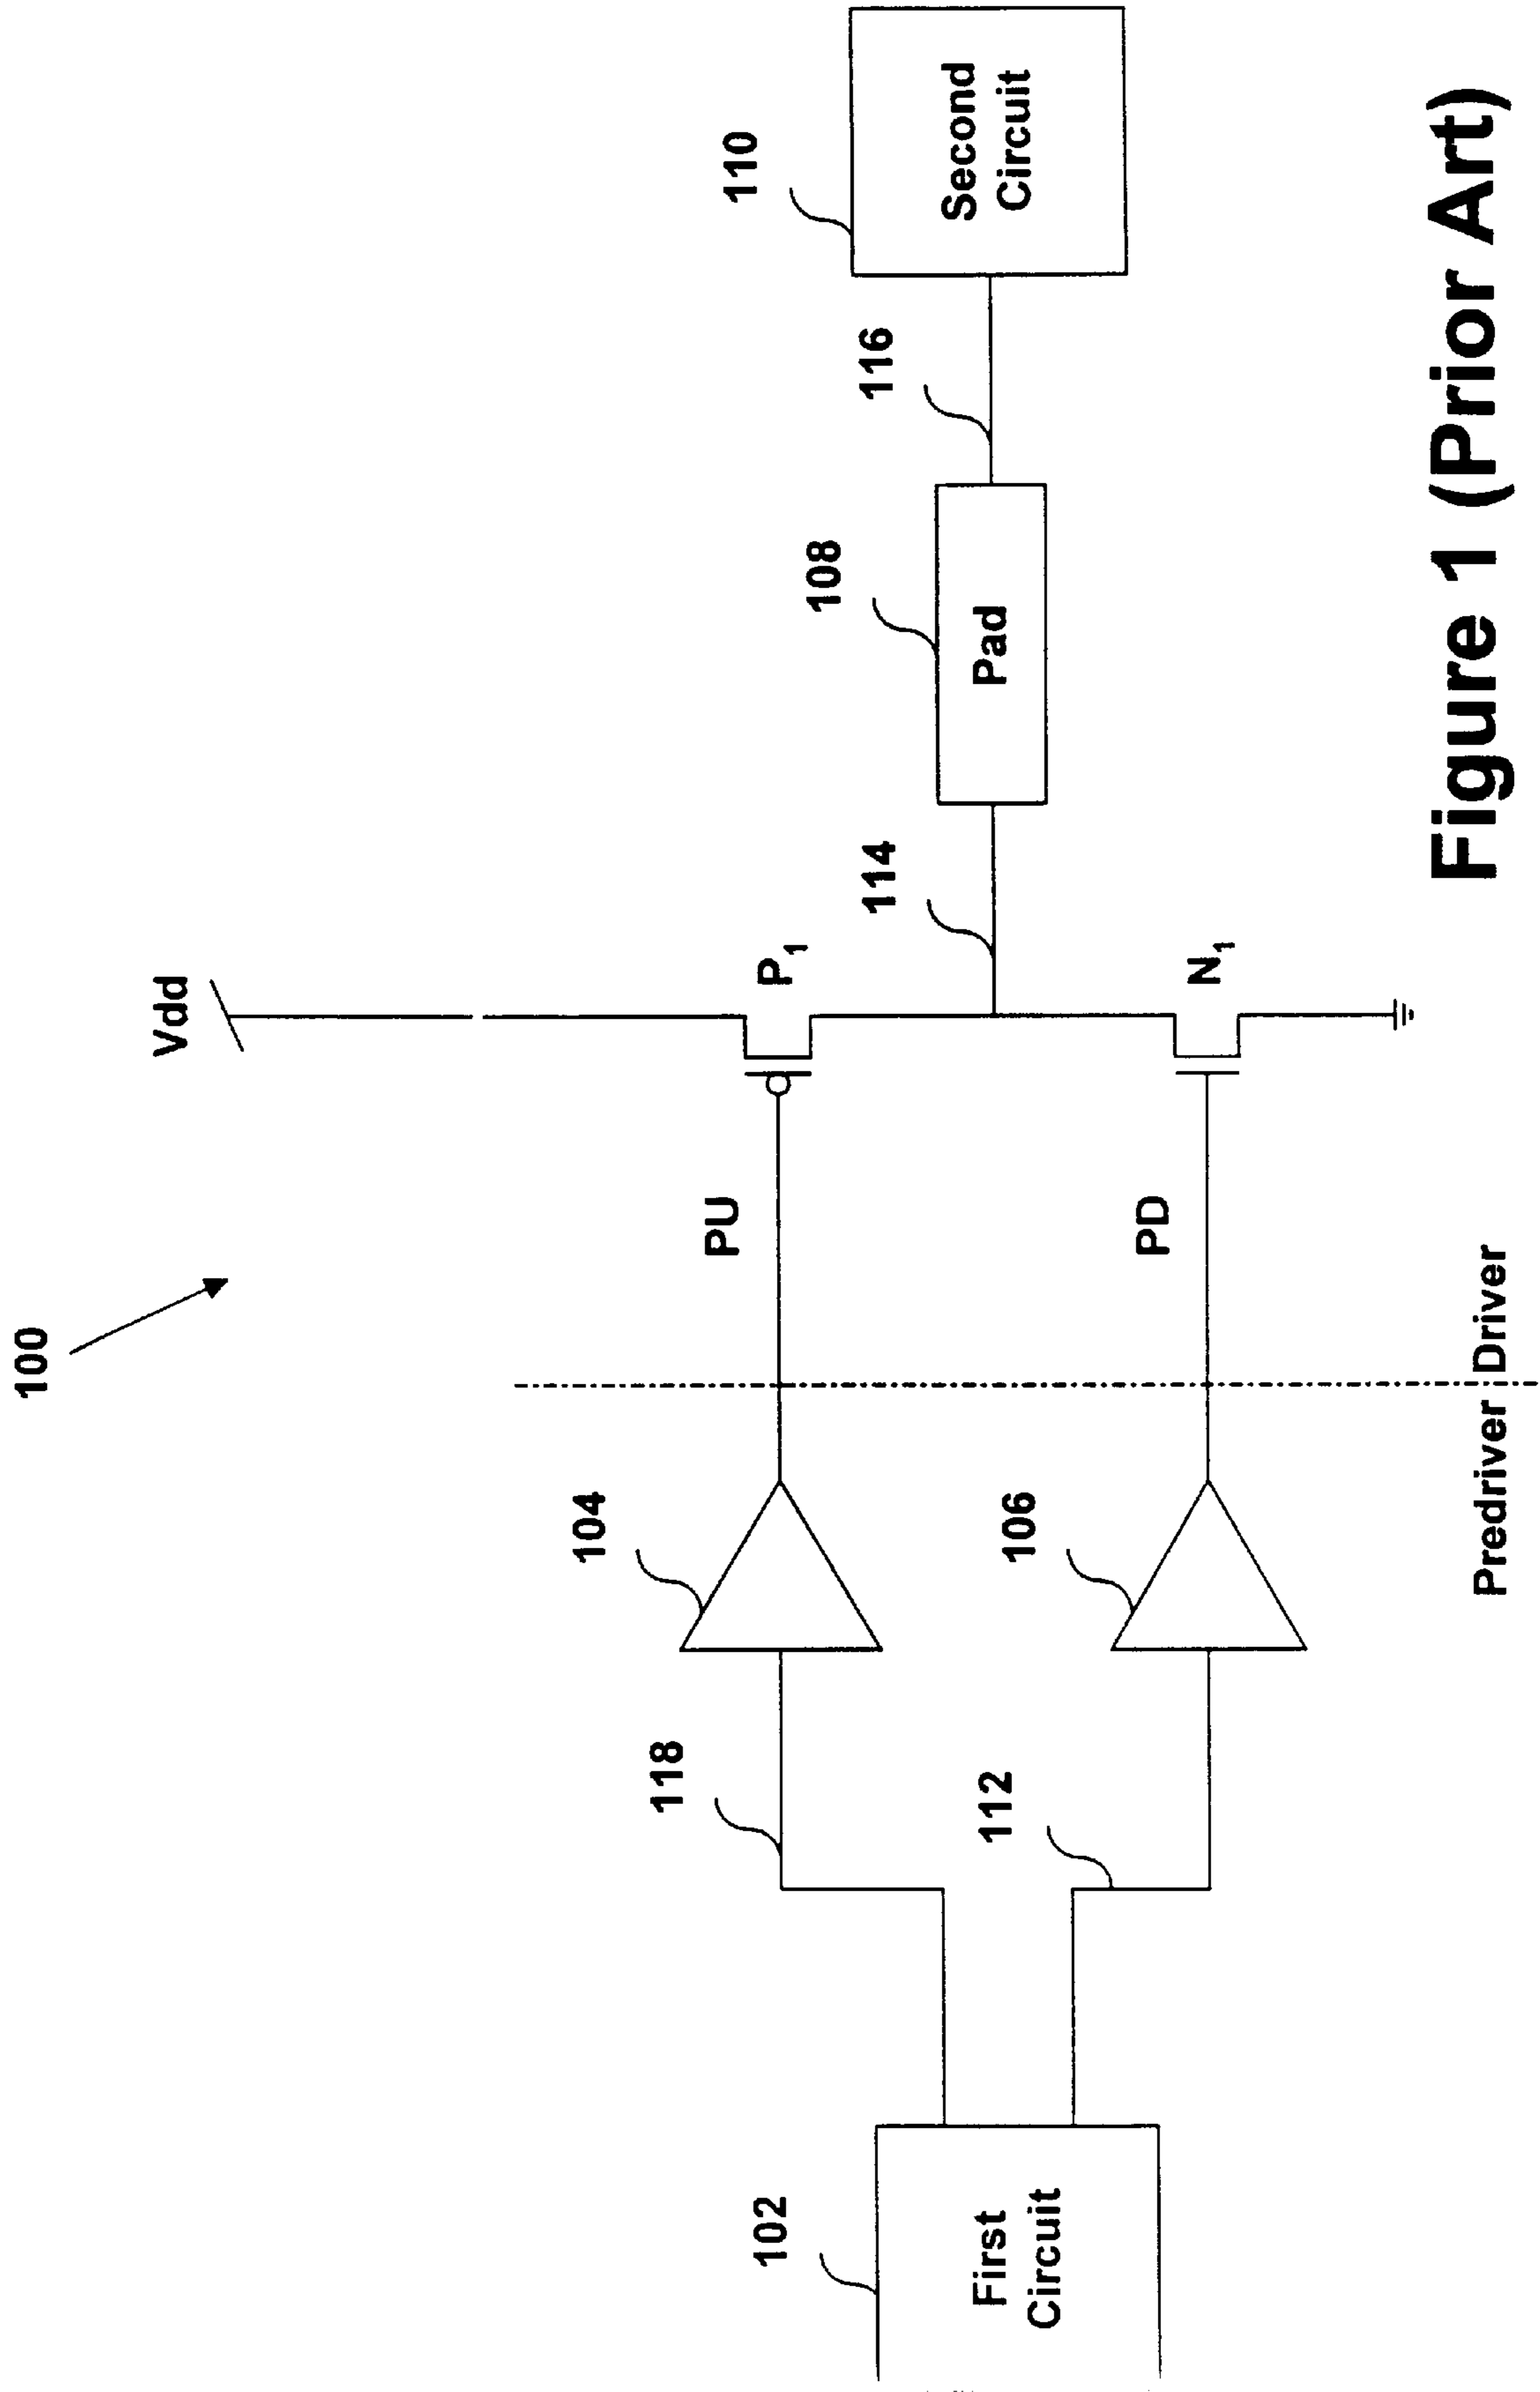 100
Vdd
102
First
Circuit
118
112
104
106
PU
PD
P1
N1
114
108
Pad
116
110
Second
Circuit
Predriver
Driver
Figure 1 (Prior Art)